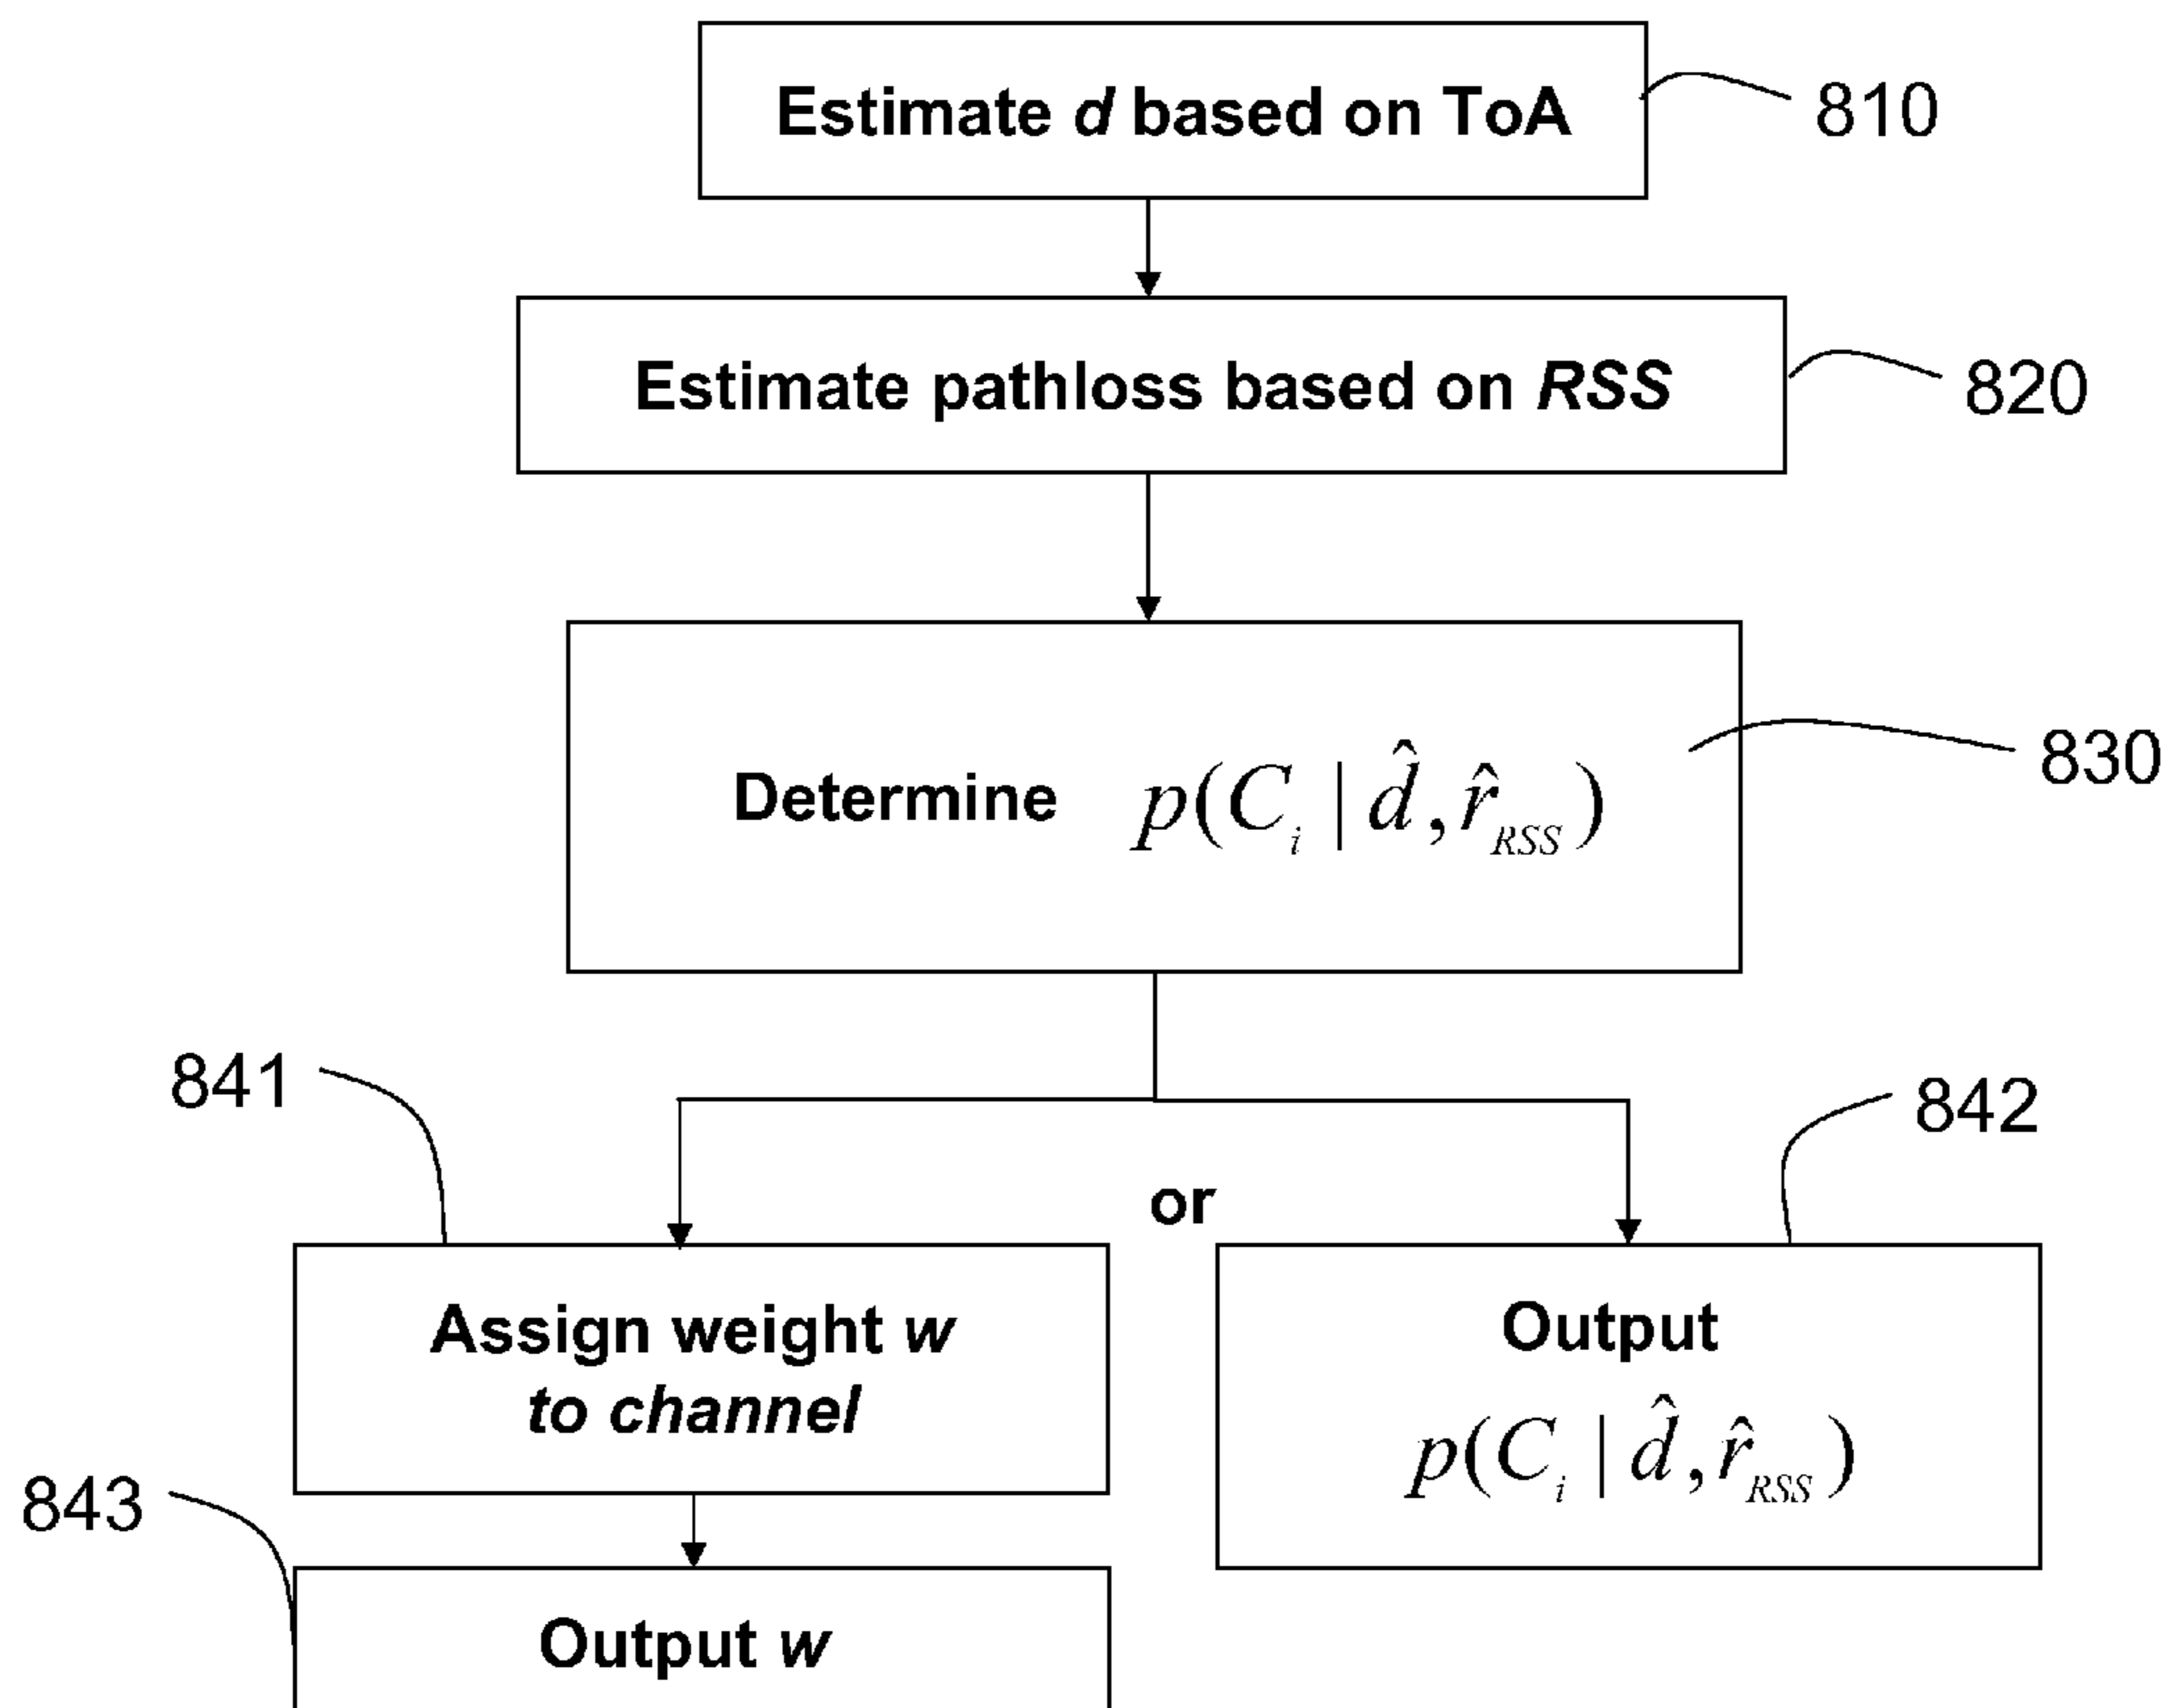 Estimate d based on ToA
810
Estimate pathloss based on RSS
820
Determine p(C_i | d̂, r̂_RSS)
830
841
842
or
Assign weight w
to channel
Output
p(C_i | d̂, r̂_RSS)
843
Output w